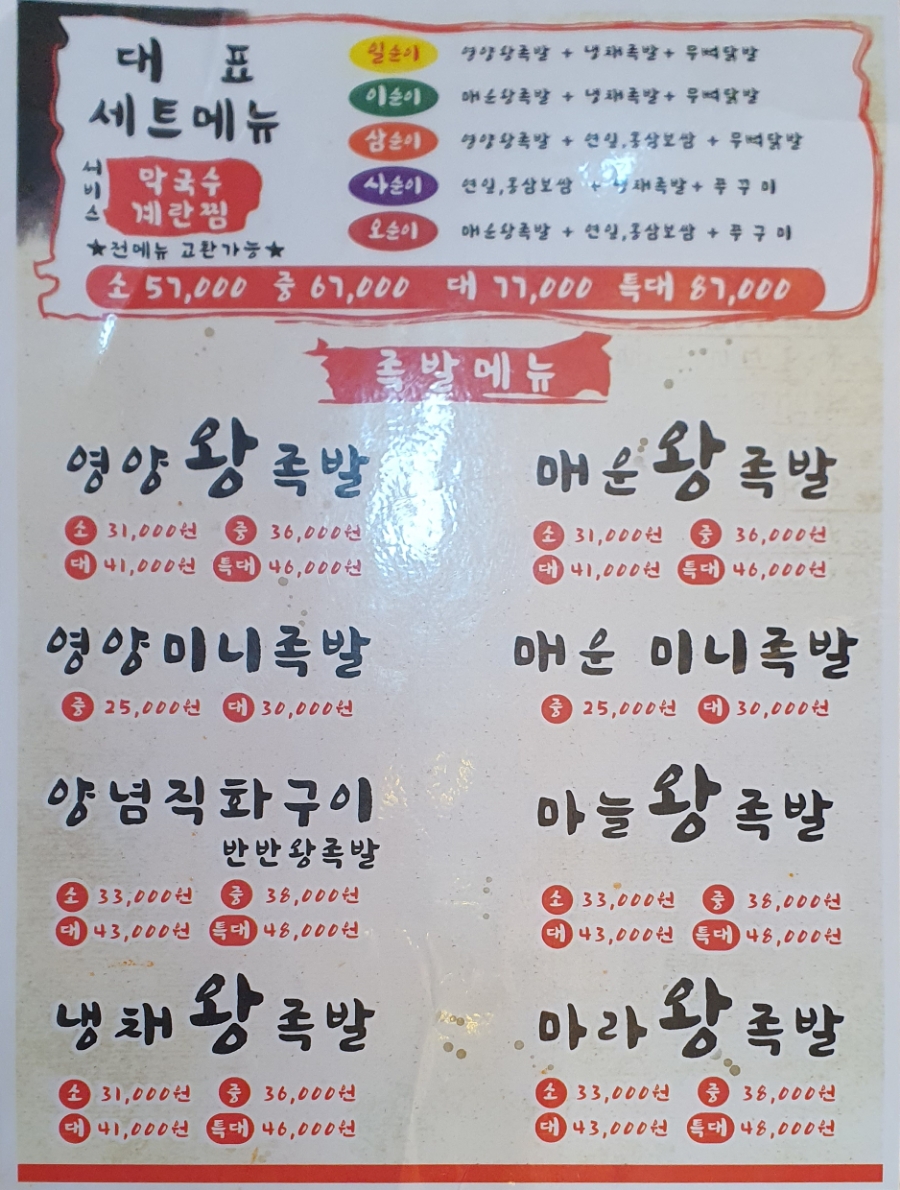 대 표
세트메뉴
서비스
막국수
계란찜
★전메뉴 교환가능★
일순이 영양왕족발 + 냉채족발 + 무뼈닭발
이순이 매운왕족발 + 냉채족발 + 무뼈닭발
삼순이 영양왕족발 + 연잎,홍삼보쌈 + 무뼈닭발
사순이 연잎,홍삼보쌈 + 냉채족발 + 쭈꾸미
오순이 매운왕족발 + 연잎,홍삼보쌈 + 쭈구미
소 57,000 중 67,000 대 77,000 특대 87,000
족발메뉴
영양왕족발
소 31,000원 중 36,000원
대 41,000원 특대 46,000원
매운왕족발
소 31,000원 중 36,000원
대 41,000원 특대 46,000원
영양미니족발
중 25,000원 대 30,000원
매운 미니족발
중 25,000원 대 30,000원
양념직화구이
반반왕족발
소 33,000원 중 38,000원
대 43,000원 특대 48,000원
마늘왕족발
소 33,000원 중 38,000원
대 43,000원 특대 48,000원
냉채왕족발
소 31,000원 중 36,000원
대 41,000원 특대 46,000원
마라왕족발
소 33,000원 중 38,000원
대 43,000원 특대 48,000원